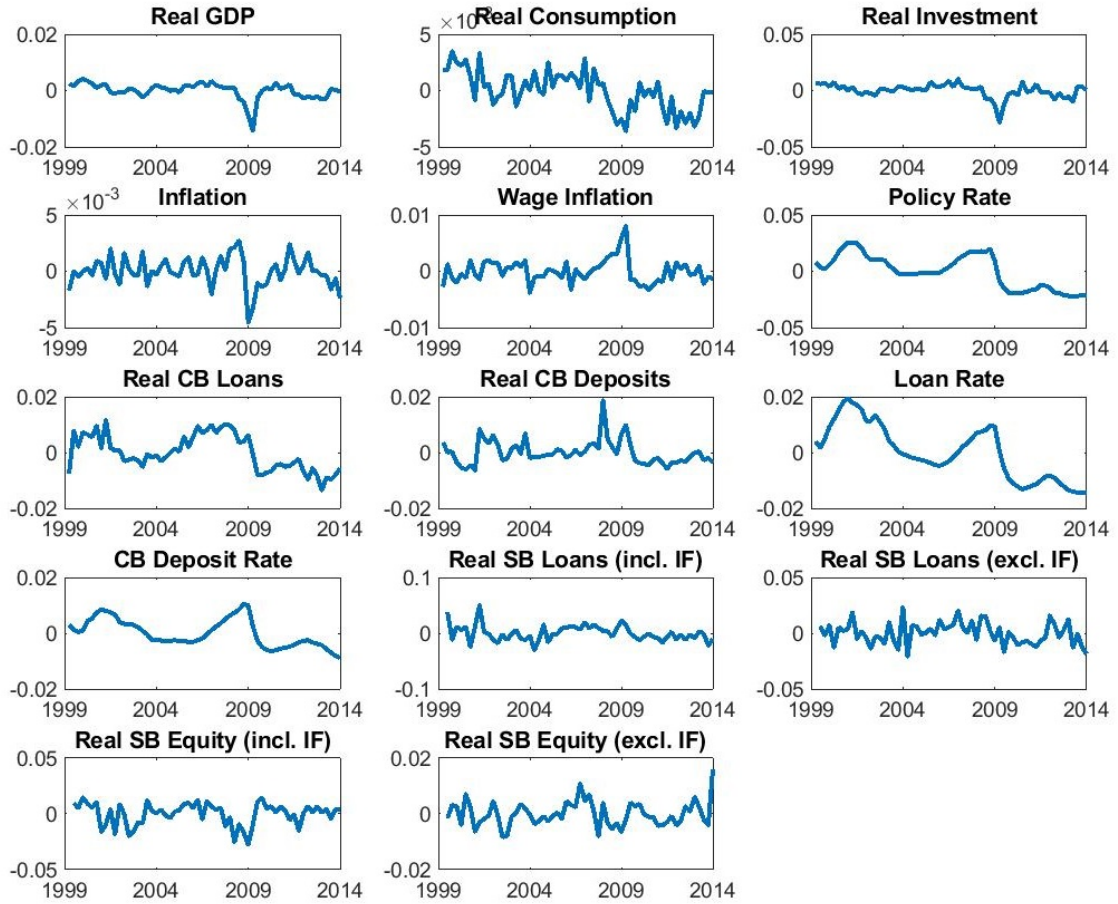 Real GDP
0.02
0
-0.02
1999 2004 2009 2014
Real Consumption
×10
5
0
-5
1999 2004 2009 2014
Real Investment
0.05
0
-0.05
1999 2004 2009 2014
Inflation
×10-3
5
0
-5
1999 2004 2009 2014
Wage Inflation
0.01
0
-0.01
1999 2004 2009 2014
Policy Rate
0.05
0
-0.05
1999 2004 2009 2014
Real CB Loans
0.02
0
-0.02
1999 2004 2009 2014
Real CB Deposits
0.02
0
-0.02
1999 2004 2009 2014
Loan Rate
0.02
0
-0.02
1999 2004 2009 2014
CB Deposit Rate
0.02
0
-0.02
1999 2004 2009 2014
Real SB Loans (incl. IF)
0.1
0
-0.1
1999 2004 2009 2014
Real SB Loans (excl. IF)
0.05
0
-0.05
1999 2004 2009 2014
Real SB Equity (incl. IF)
0.05
0
-0.05
1999 2004 2009 2014
Real SB Equity (excl. IF)
0.02
0
-0.02
1999 2004 2009 2014